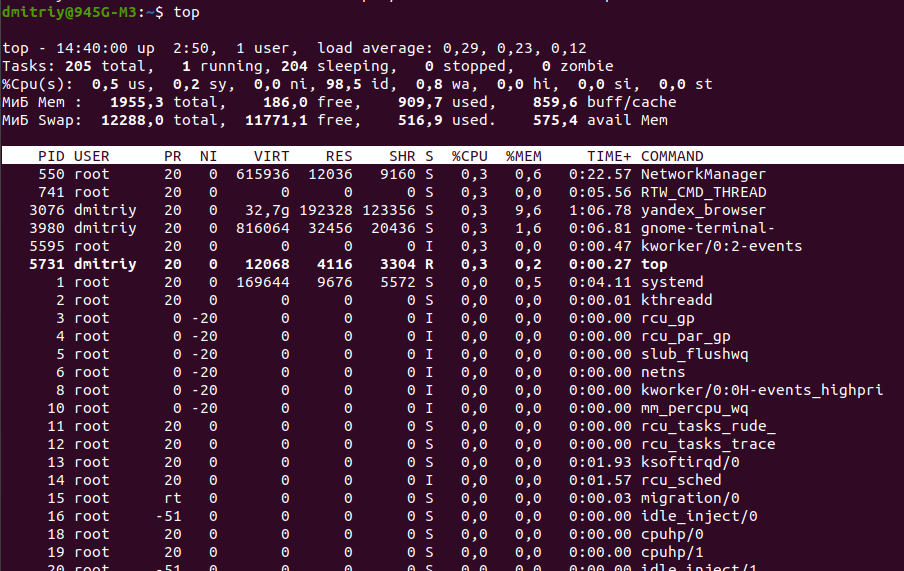 dmitriy@945G-M3:~$ top
top - 14:40:00 up  2:50,  1 user,  load average: 0,29, 0,23, 0,12
Tasks: 205 total,   1 running, 204 sleeping,   0 stopped,   0 zombie
%Cpu(s):  0,5 us,  0,2 sy,  0,0 ni, 98,5 id,  0,8 wa,  0,0 hi,  0,0 si,  0,0 st
МиБ Mem :   1955,3 total,    186,0 free,    909,7 used,    859,6 buff/cache
МиБ Swap:  12288,0 total,  11771,1 free,    516,9 used.    575,4 avail Mem
PID USER      PR  NI    VIRT    RES    SHR S  %CPU  %MEM     TIME+ COMMAND
550 root      20   0  615936  12036   9160 S   0,3   0,6   0:22.57 NetworkManager
741 root      20   0       0      0      0 S   0,3   0,0   0:05.56 RTW_CMD_THREAD
3076 dmitriy   20   0   32,7g 192328 123356 S   0,3   9,6   1:06.78 yandex_browser
3980 dmitriy   20   0  816064  32456  20436 S   0,3   1,6   0:06.81 gnome-terminal-
5595 root      20   0       0      0      0 I   0,3   0,0   0:00.47 kworker/0:2-events
5731 dmitriy   20   0   12068   4116   3304 R   0,3   0,2   0:00.27 top
1 root      20   0  169644   9676   5572 S   0,0   0,5   0:04.11 systemd
2 root      20   0       0      0      0 S   0,0   0,0   0:00.01 kthreadd
3 root       0 -20       0      0      0 I   0,0   0,0   0:00.00 rcu_gp
4 root       0 -20       0      0      0 I   0,0   0,0   0:00.00 rcu_par_gp
5 root       0 -20       0      0      0 I   0,0   0,0   0:00.00 slub_flushwq
6 root       0 -20       0      0      0 I   0,0   0,0   0:00.00 netns
8 root       0 -20       0      0      0 I   0,0   0,0   0:00.00 kworker/0:0H-events_highpri
10 root       0 -20       0      0      0 I   0,0   0,0   0:00.00 mm_percpu_wq
11 root      20   0       0      0      0 S   0,0   0,0   0:00.00 rcu_tasks_rude_
12 root      20   0       0      0      0 S   0,0   0,0   0:00.00 rcu_tasks_trace
13 root      20   0       0      0      0 S   0,0   0,0   0:01.93 ksoftirqd/0
14 root      20   0       0      0      0 I   0,0   0,0   0:01.57 rcu_sched
15 root      rt   0       0      0      0 S   0,0   0,0   0:00.03 migration/0
16 root     -51   0       0      0      0 S   0,0   0,0   0:00.00 idle_inject/0
18 root      20   0       0      0      0 S   0,0   0,0   0:00.00 cpuhp/0
19 root      20   0       0      0      0 S   0,0   0,0   0:00.00 cpuhp/1
20 root     -51   0       0      0      0 S   0,0   0,0   0:00.00 idle_inject/1